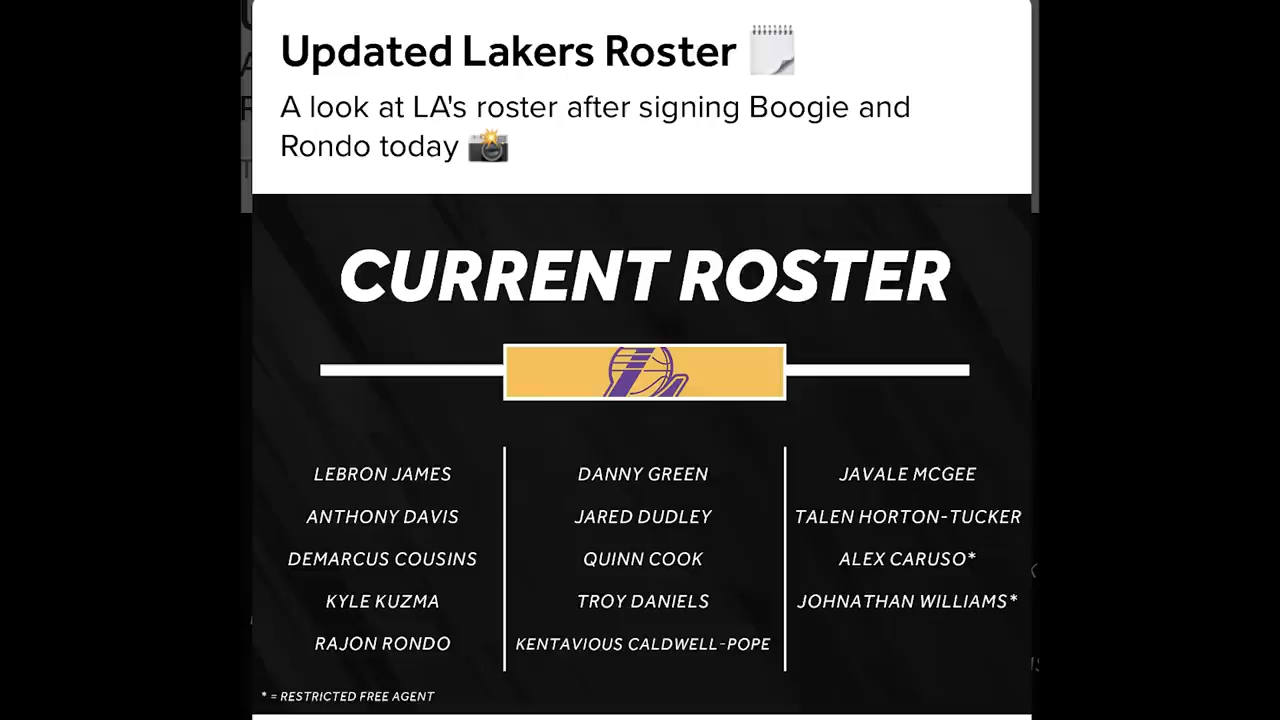 Updated Lakers Roster
A look at LA's roster after signing Boogie and
Rondo today
CURRENT ROSTER
LEBRON JAMES
ANTHONY DAVIS
DEMARCUS COUSINS
KYLE KUZMA
RAJON RONDO
DANNY GREEN
JARED DUDLEY
QUINN COOK
TROY DANIELS
KENTAVIOUS CALDWELL-POPE
JAVALE MCGEE
TALEN HORTON-TUCKER
ALEX CARUSO*
JOHNATHAN WILLIAMS*
* = RESTRICTED FREE AGENT